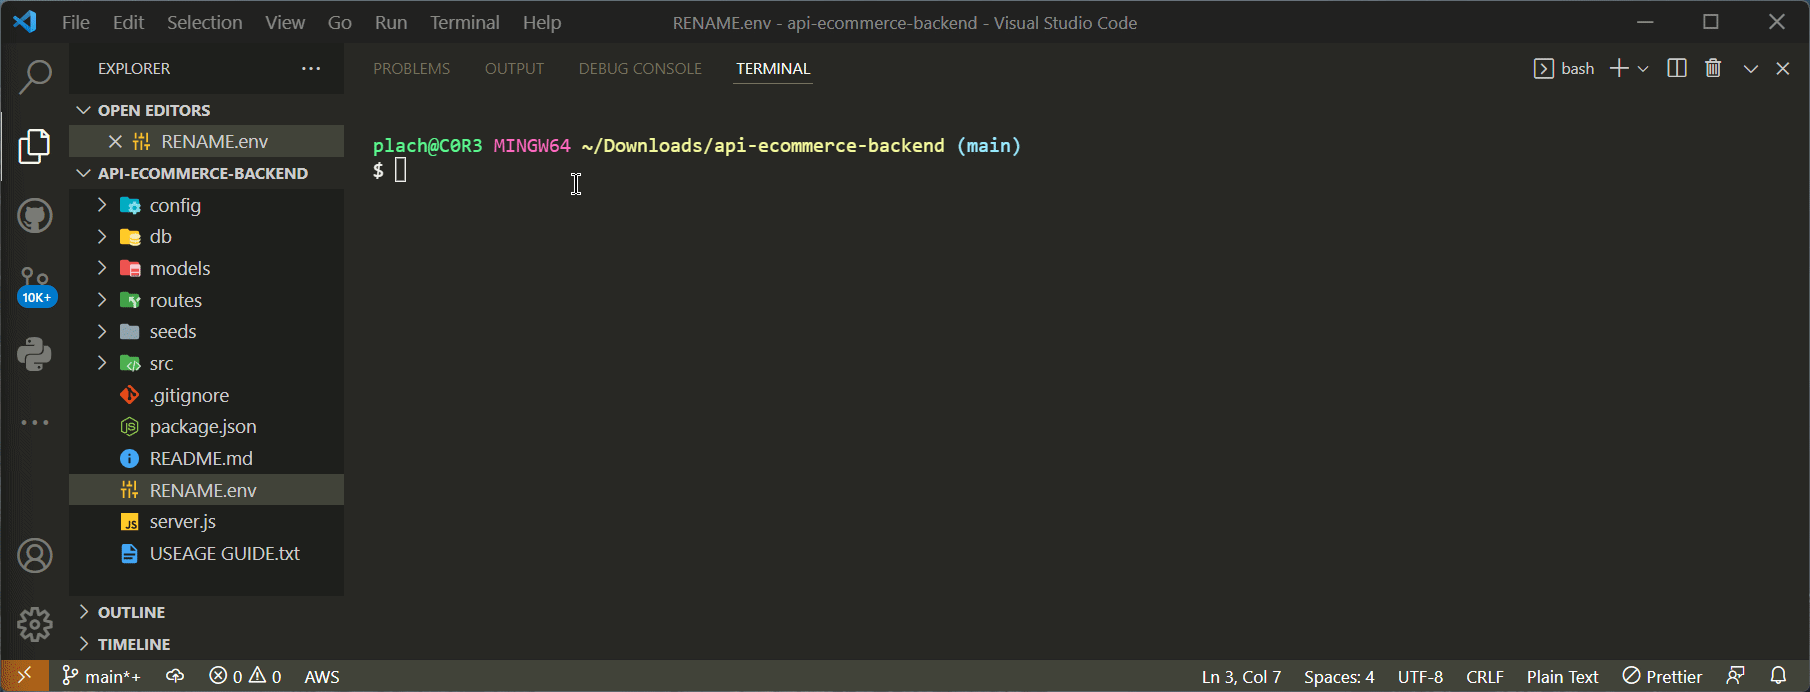 File Edit Selection View Go Run Terminal Help RENAME.env - api-ecommerce-backend - Visual Studio Code
EXPLORER
PROBLEMS OUTPUT DEBUG CONSOLE TERMINAL
bash
OPEN EDITORS
RENAME.env
API-ECOMMERCE-BACKEND
config
db
models
routes
seeds
src
.gitignore
package.json
README.md
RENAME.env
JS server.js
USEAGE GUIDE.txt
OUTLINE
TIMELINE
10K+
plach@C0R3 MINGW64 ~/Downloads/api-ecommerce-backend (main)
$
main*+ 0 0 AWS Ln 3, Col 7 Spaces: 4 UTF-8 CRLF Plain Text Prettier